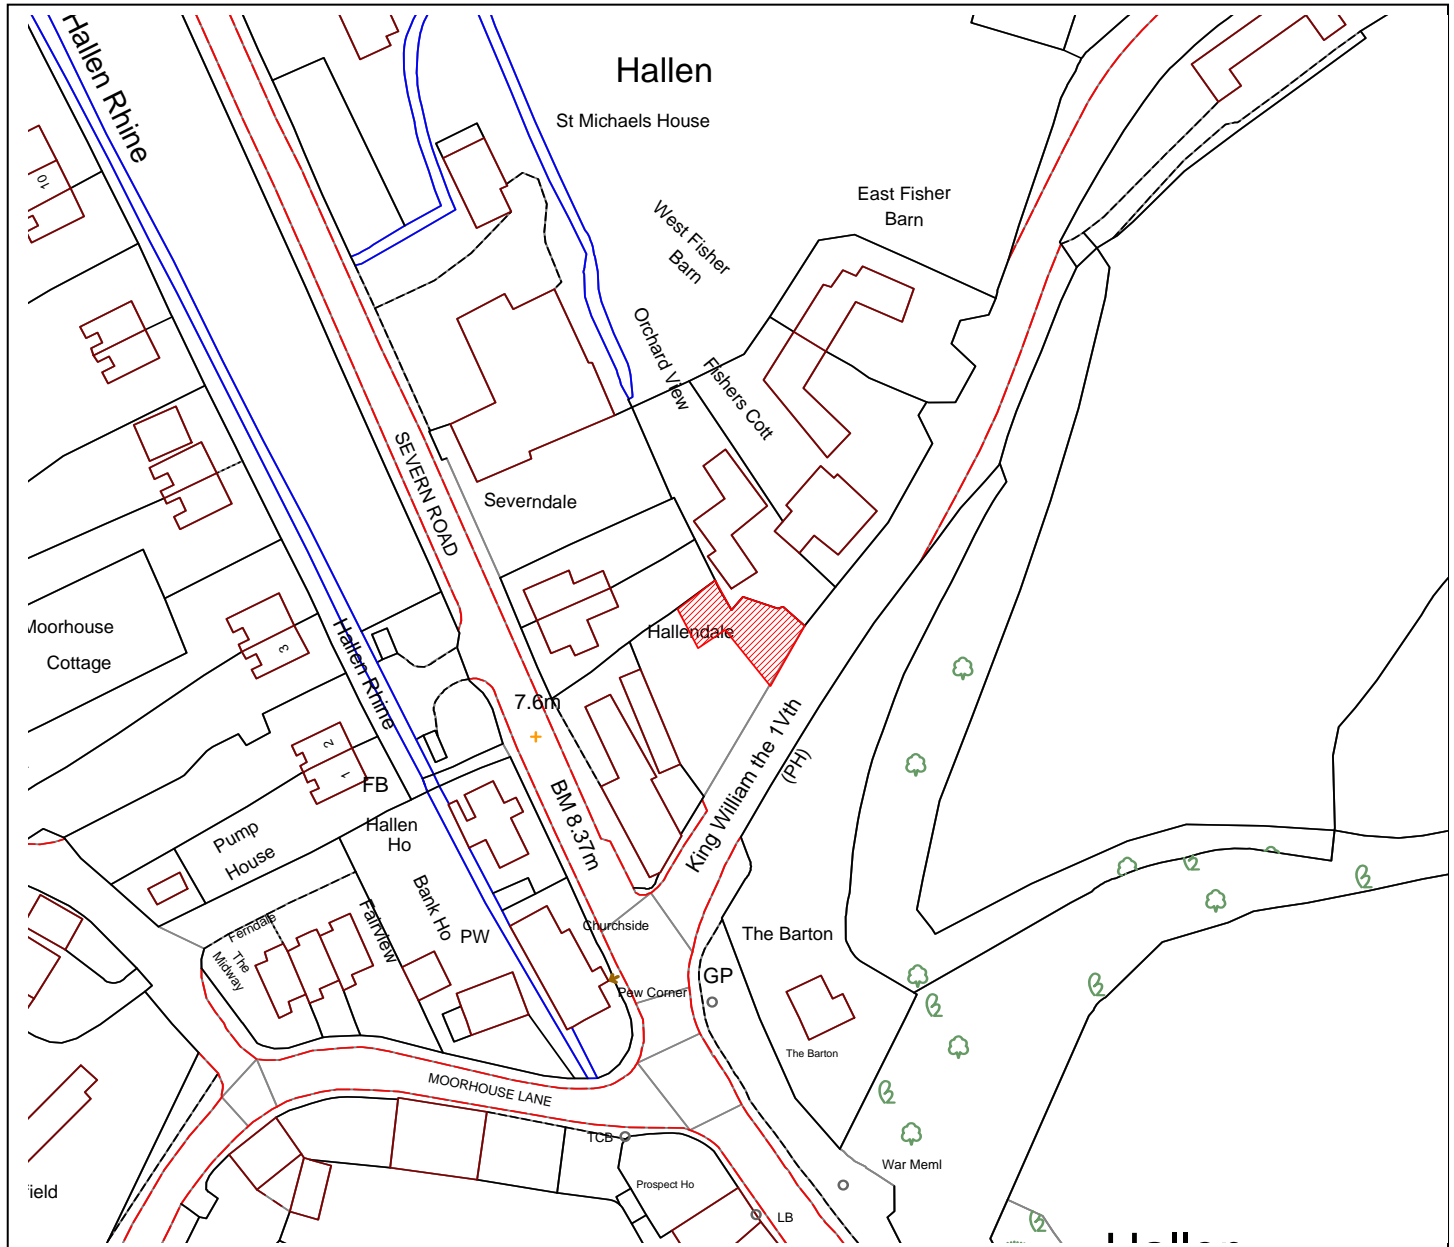 Hallen Rhine
Hallen
St Michaels House
10
East Fisher
Barn
West Fisher
Barn
Orchard View
Fishers Cott
SEVERN ROAD
Severndale
Moorhouse
Cottage
3
Hallen Rhine
Hallendale
7.6m
King William the 1Vth
(PH)
2
1
FB
BM 8.37m
Pump
House
Hallen
Ho
Bank Ho
Fairview
Ferndale
The
Midway
PW
Churchside
The Barton
GP
Pew Corner
The Barton
MOORHOUSE LANE
TCB
War Meml
Prospect Ho
field
LB
Hallen